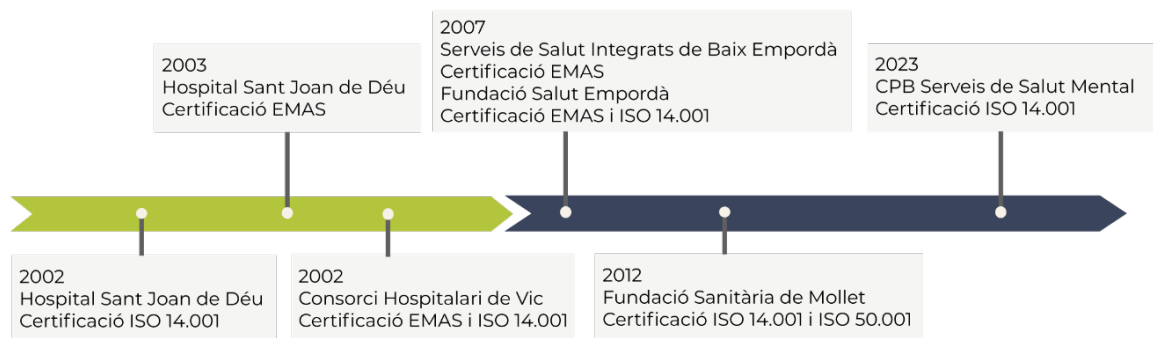 2003
Hospital Sant Joan de Déu
Certificació EMAS
2007
Serveis de Salut Integrats de Baix Empordà
Certificació EMAS
Fundació Salut Empordà
Certificació EMAS i ISO 14.001
2023
CPB Serveis de Salut Mental
Certificació ISO 14.001
2002
Hospital Sant Joan de Déu
Certificació ISO 14.001
2002
Consorci Hospitalari de Vic
Certificació EMAS i ISO 14.001
2012
Fundació Sanitària de Mollet
Certificació ISO 14.001 i ISO 50.001